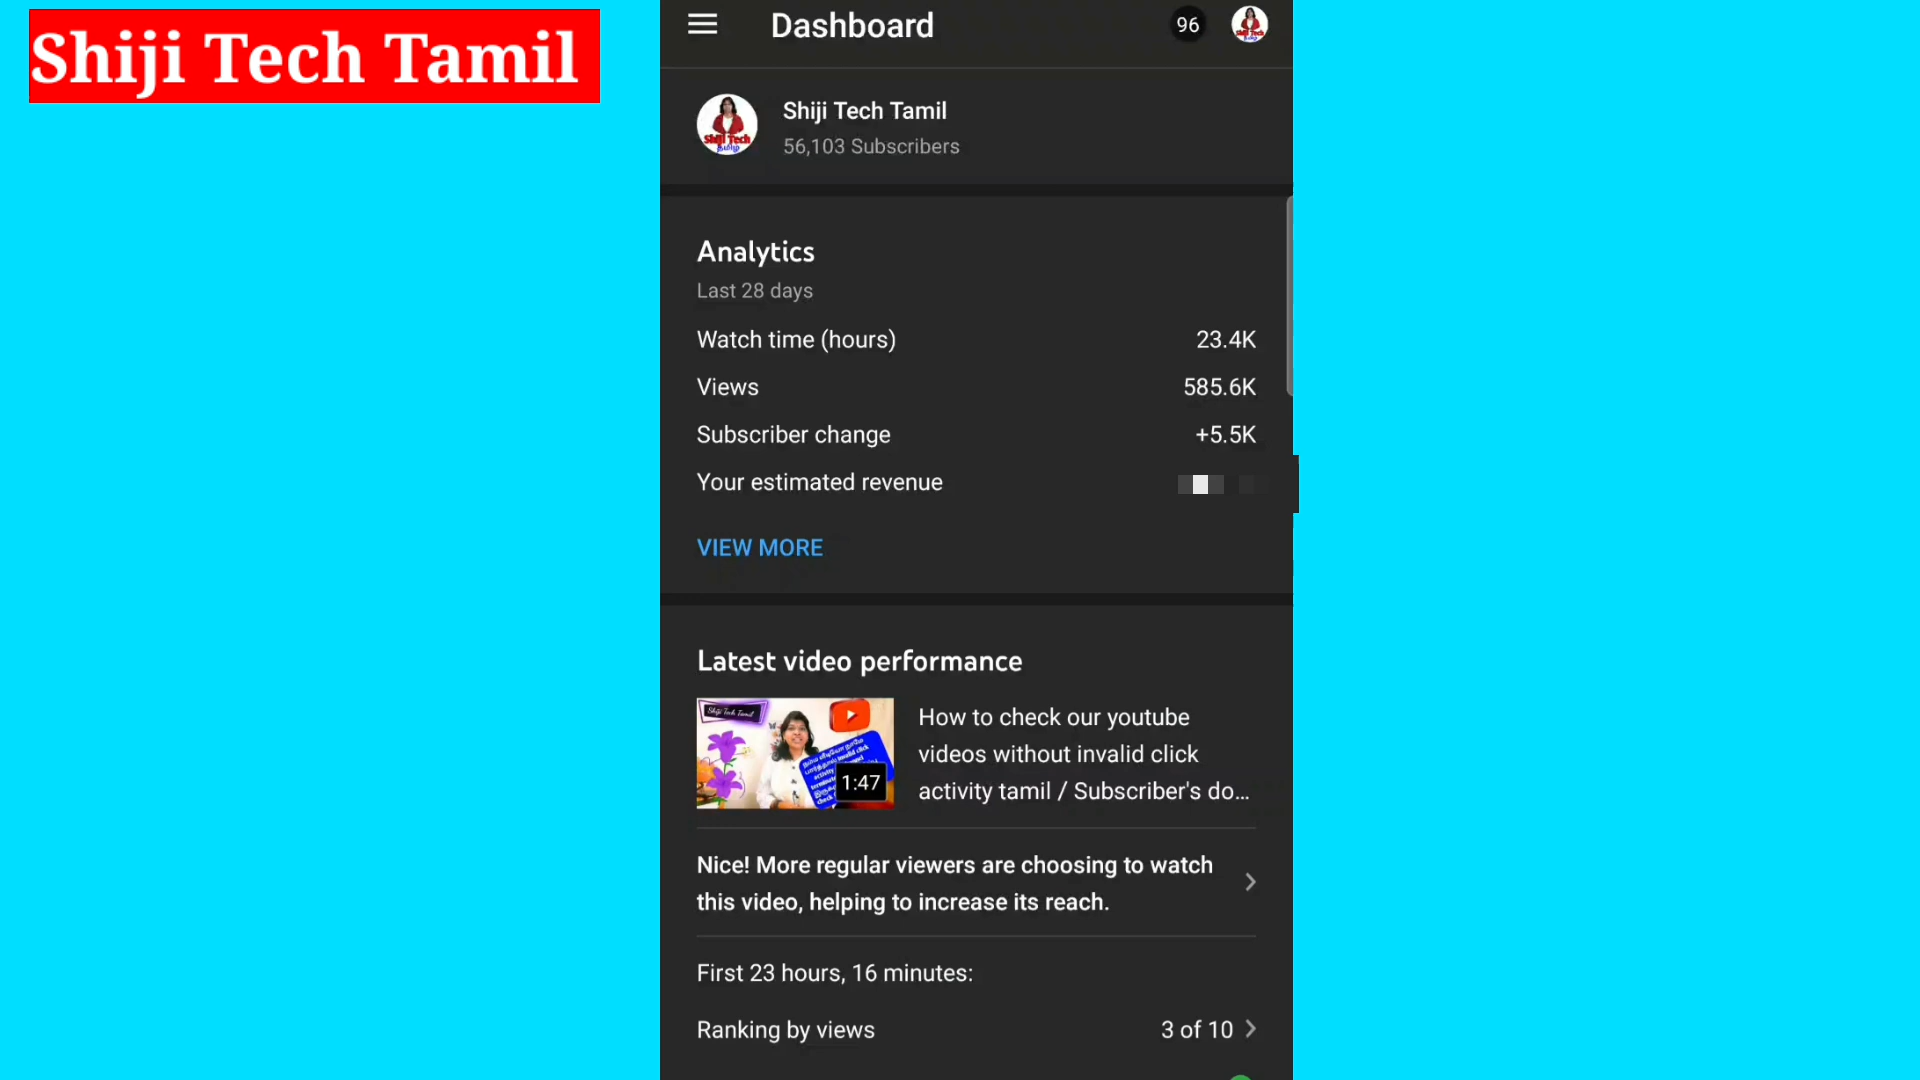 Shiji Tech Tamil
Dashboard
96
Shiji Tech Tamil
56,103 Subscribers
Analytics
Last 28 days
Watch time (hours) 23.4K
Views 585.6K
Subscriber change +5.5K
Your estimated revenue
VIEW MORE
Latest video performance
Shiji Tech Tamil
1:47
How to check our youtube
videos without invalid click
activity tamil / Subscriber's do...
Nice! More regular viewers are choosing to watch
this video, helping to increase its reach.
First 23 hours, 16 minutes:
Ranking by views 3 of 10